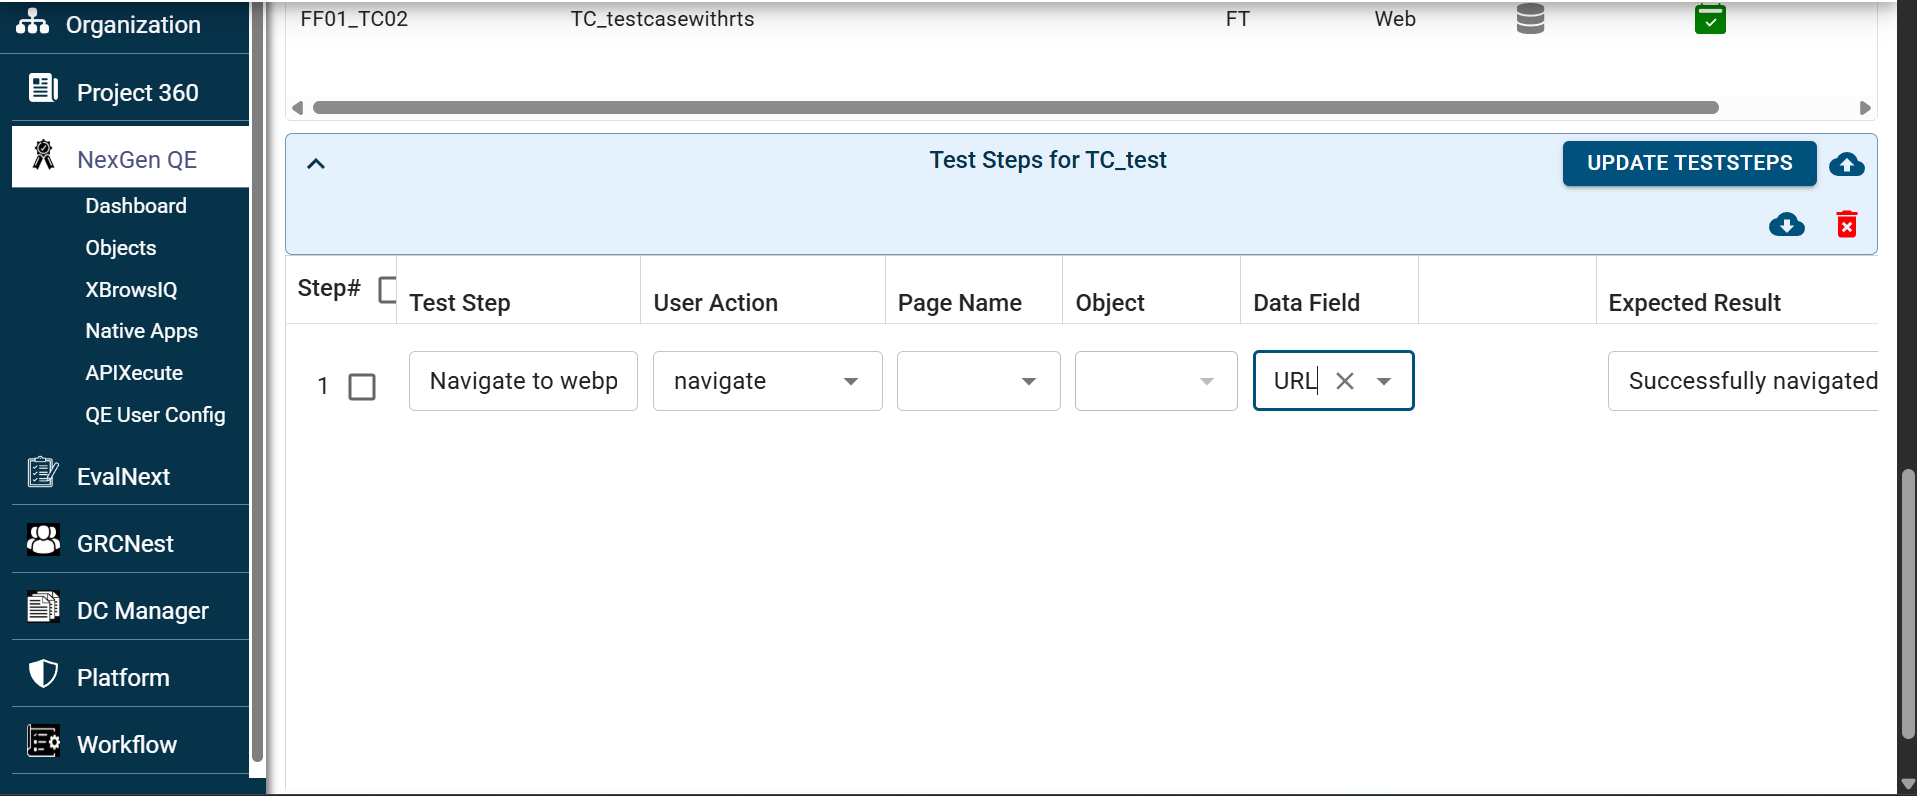 Organization
Project 360
NexGen QE
Dashboard
Objects
XBrowsIQ
Native Apps
APIXecute
QE User Config
EvalNext
GRCNest
DC Manager
Platform
Workflow
FF01_TC02 TC_testcasewithrts FT Web
Test Steps for TC_test UPDATE TESTSTEPS
Step# Test Step User Action Page Name Object Data Field Expected Result
1 Navigate to webp navigate URL Successfully navigated